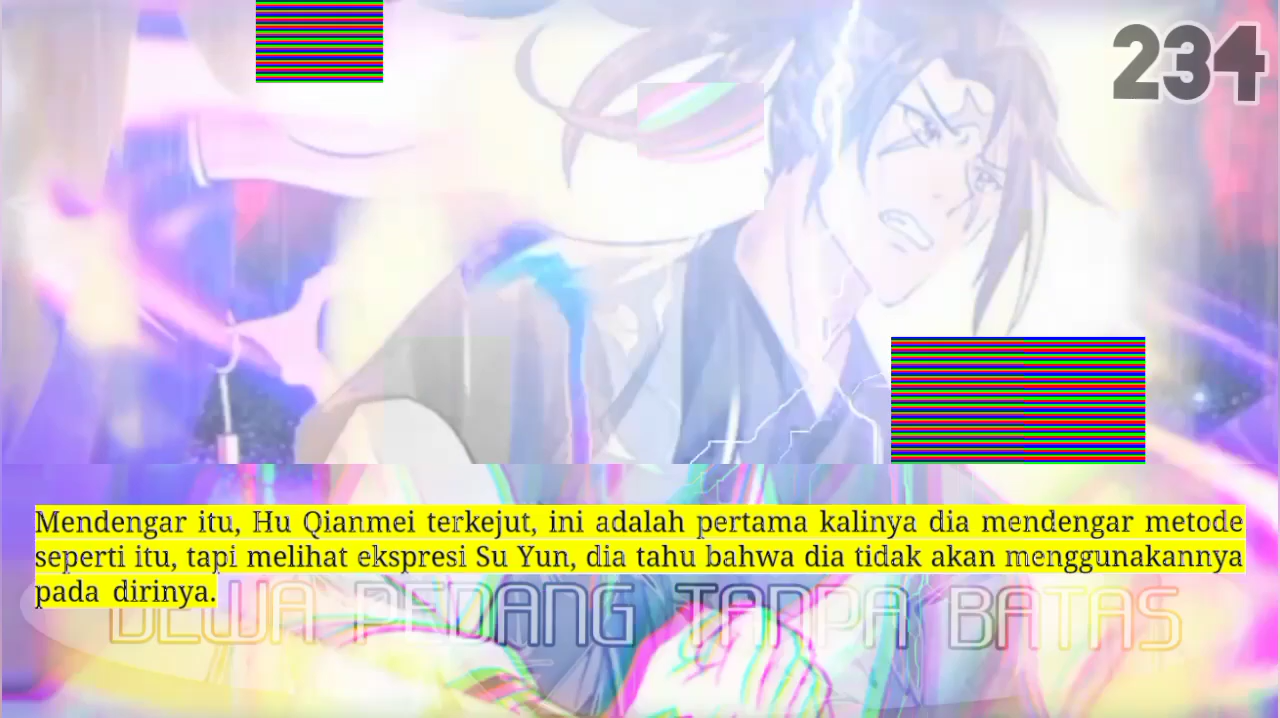 234
Mendengar itu, Hu Qianmei terkejut, ini adalah pertama kalinya dia mendengar metode
seperti itu, tapi melihat ekspresi Su Yun, dia tahu bahwa dia tidak akan menggunakannya
pada dirinya.
DEWA PEDANG TANPA BATAS